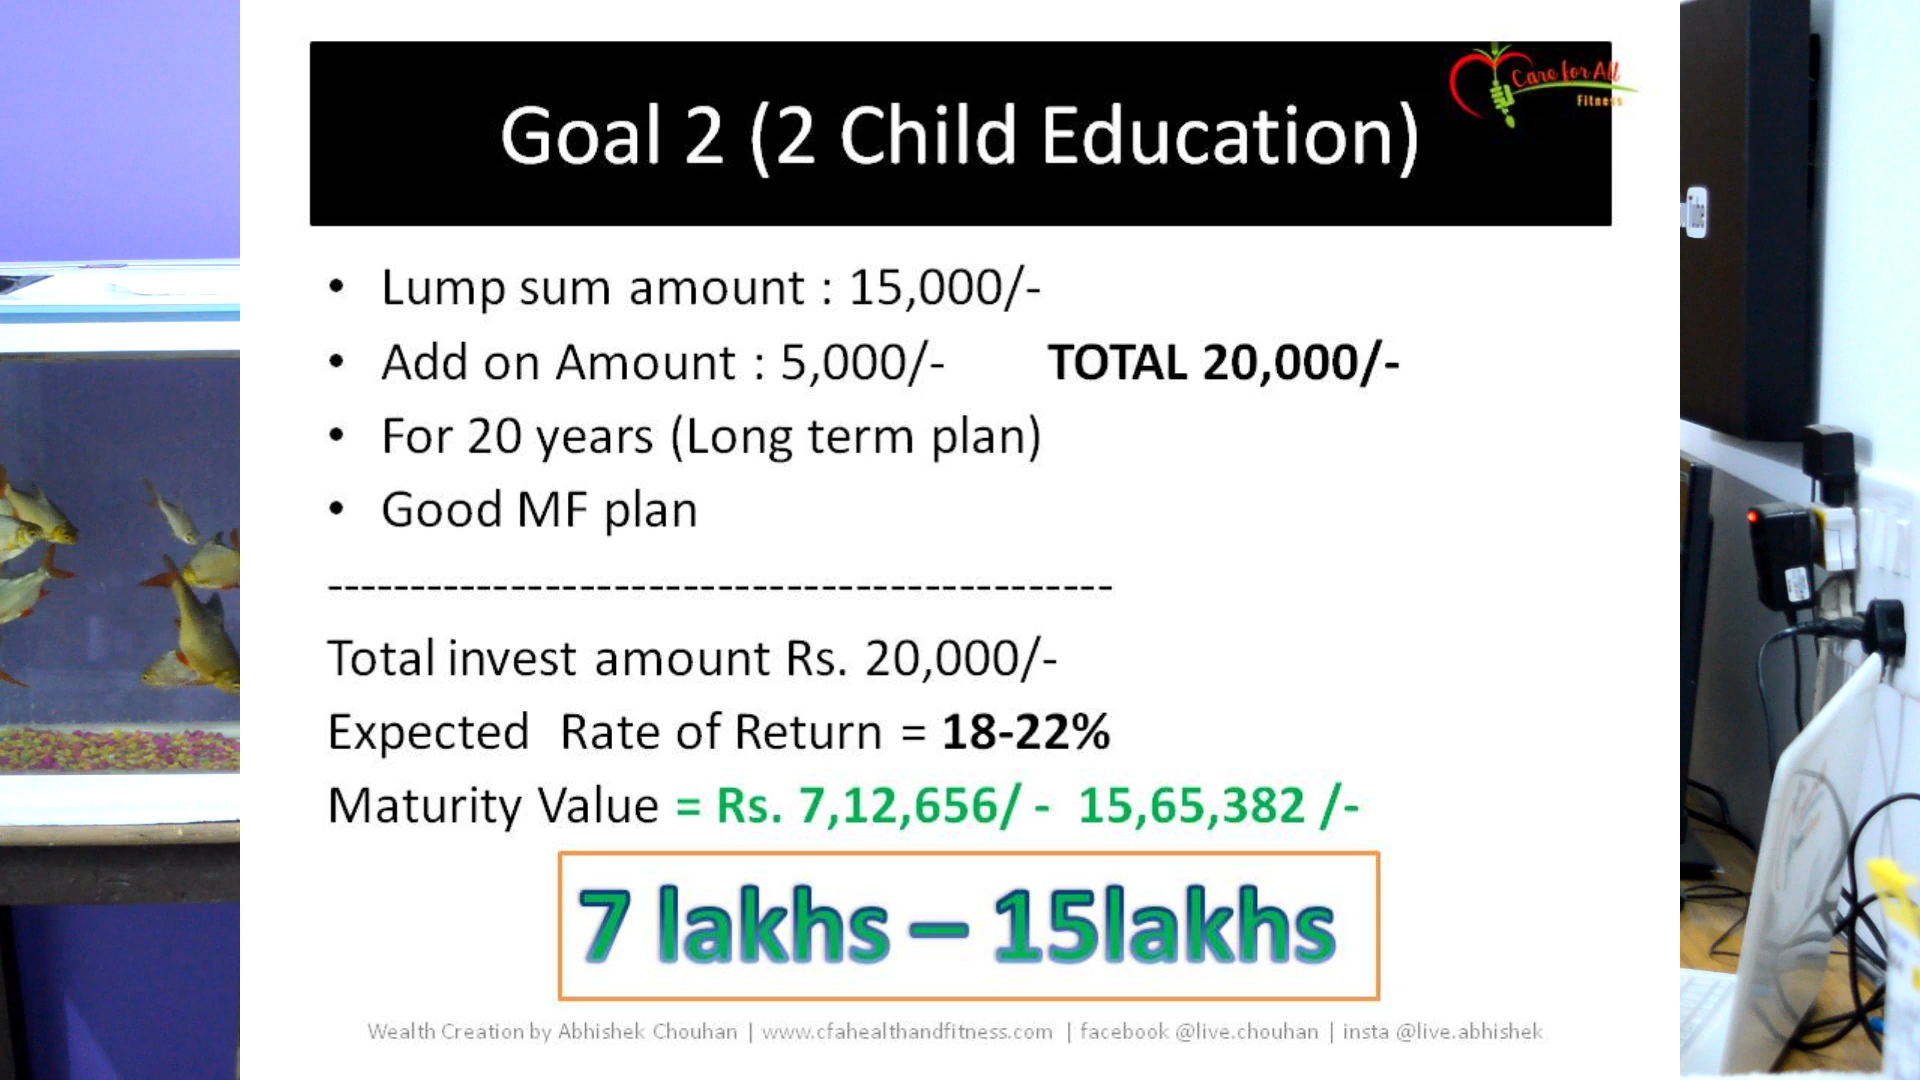 Care for All
Fitness
Goal 2 (2 Child Education)
• Lump sum amount : 15,000/-
• Add on Amount : 5,000/- TOTAL 20,000/-
• For 20 years (Long term plan)
• Good MF plan
------------------------------------------------
Total invest amount Rs. 20,000/-
Expected Rate of Return = 18-22%
Maturity Value = Rs. 7,12,656/ - 15,65,382 /-
7 lakhs – 15lakhs
Wealth Creation by Abhishek Chouhan | www.cfahealthandfitness.com | facebook @live.chouhan | insta @live.abhishek